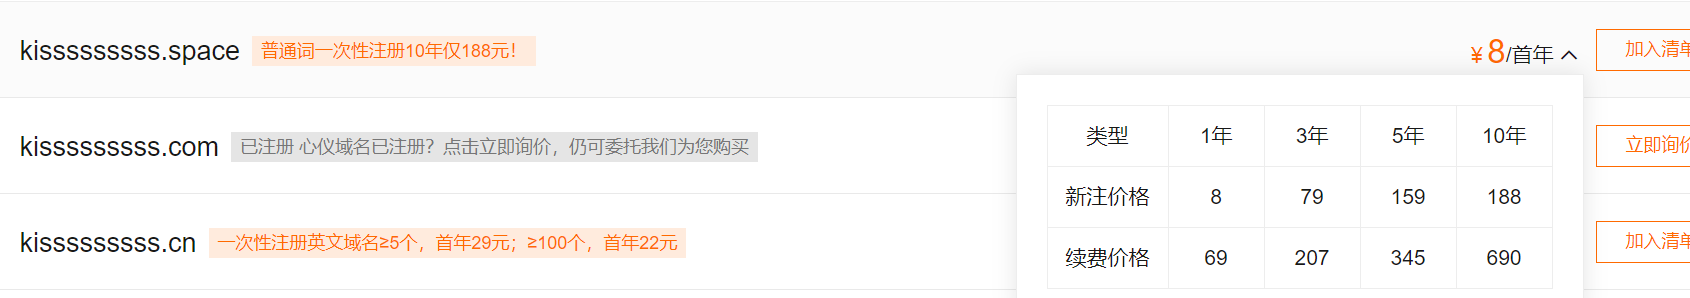 kisssssssss.space 普通词一次性注册10年仅188元！ ¥8/首年 加入清单
kisssssssss.com 已注册 心仪域名已注册？点击立即询价，仍可委托我们为您购买 立即询价
kisssssssss.cn 一次性注册英文域名≥5个，首年29元；≥100个，首年22元 加入清单
类型 1年 3年 5年 10年
新注价格 8 79 159 188
续费价格 69 207 345 690